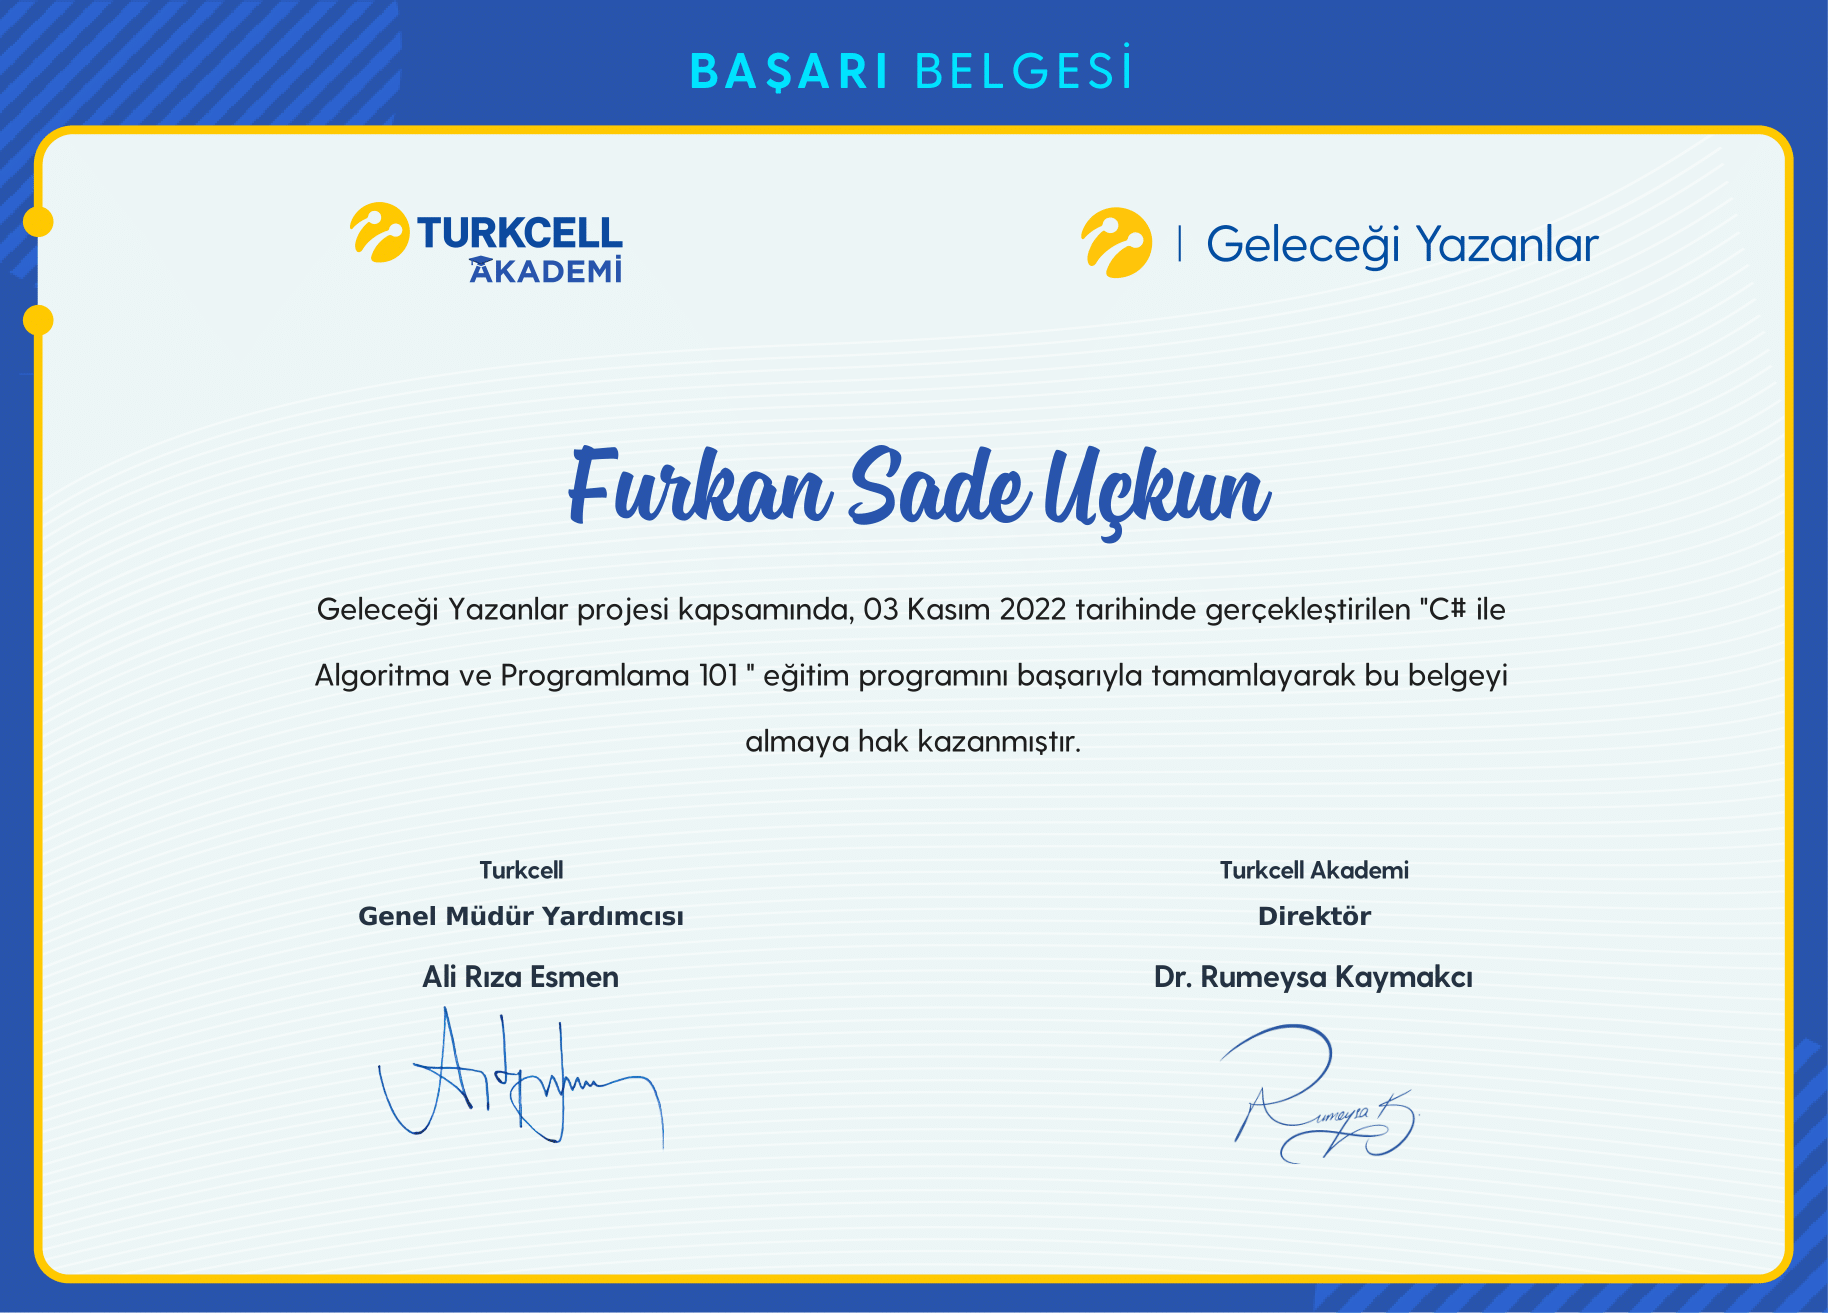 BAŞARI BELGESİ
TURKCELL
AKADEMİ
| Geleceği Yazanlar
Furkan Sade Uçkun
Geleceği Yazanlar projesi kapsamında, 03 Kasım 2022 tarihinde gerçekleştirilen "C# ile
Algoritma ve Programlama 101 " eğitim programını başarıyla tamamlayarak bu belgeyi
almaya hak kazanmıştır.
Turkcell
Genel Müdür Yardımcısı
Ali Rıza Esmen
Turkcell Akademi
Direktör
Dr. Rumeysa Kaymakcı
Rumeysa K.